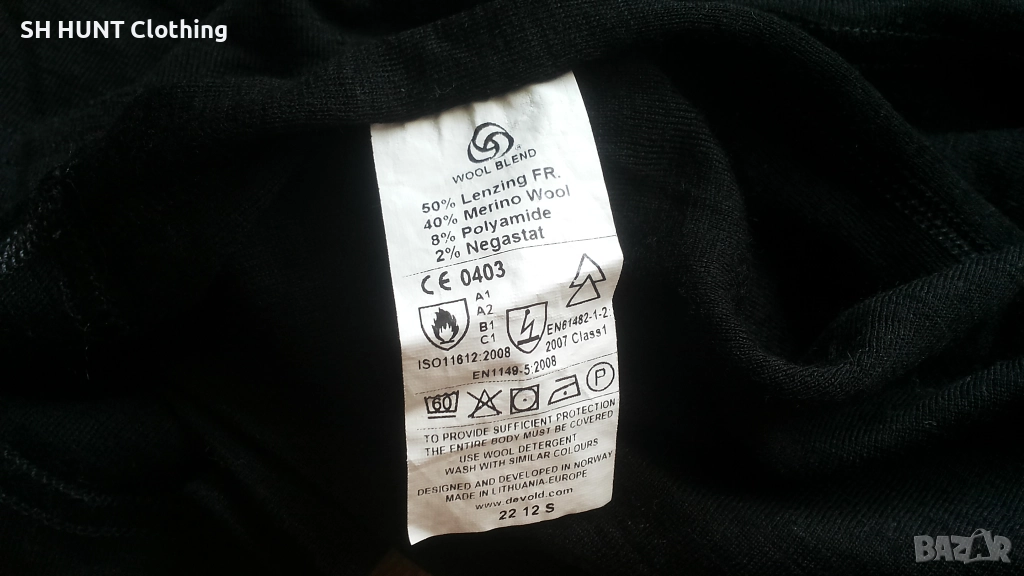 SH HUNT Clothing
WOOL BLEND
50% Lenzing FR.
40% Merino Wool
8% Polyamide
2% Negastat
CE 0403
A1
A2
B1
C1
EN61482-1-2:
2007 Class1
ISO11612:2008
EN1149-5:2008
60
P
TO PROVIDE SUFFICIENT PROTECTION
THE ENTIRE BODY MUST BE COVERED
USE WOOL DETERGENT
WASH WITH SIMILAR COLOURS
DESIGNED AND DEVELOPED IN NORWAY
MADE IN LITHUANIA-EUROPE
www.devold.com
22 12 S
BAZAR